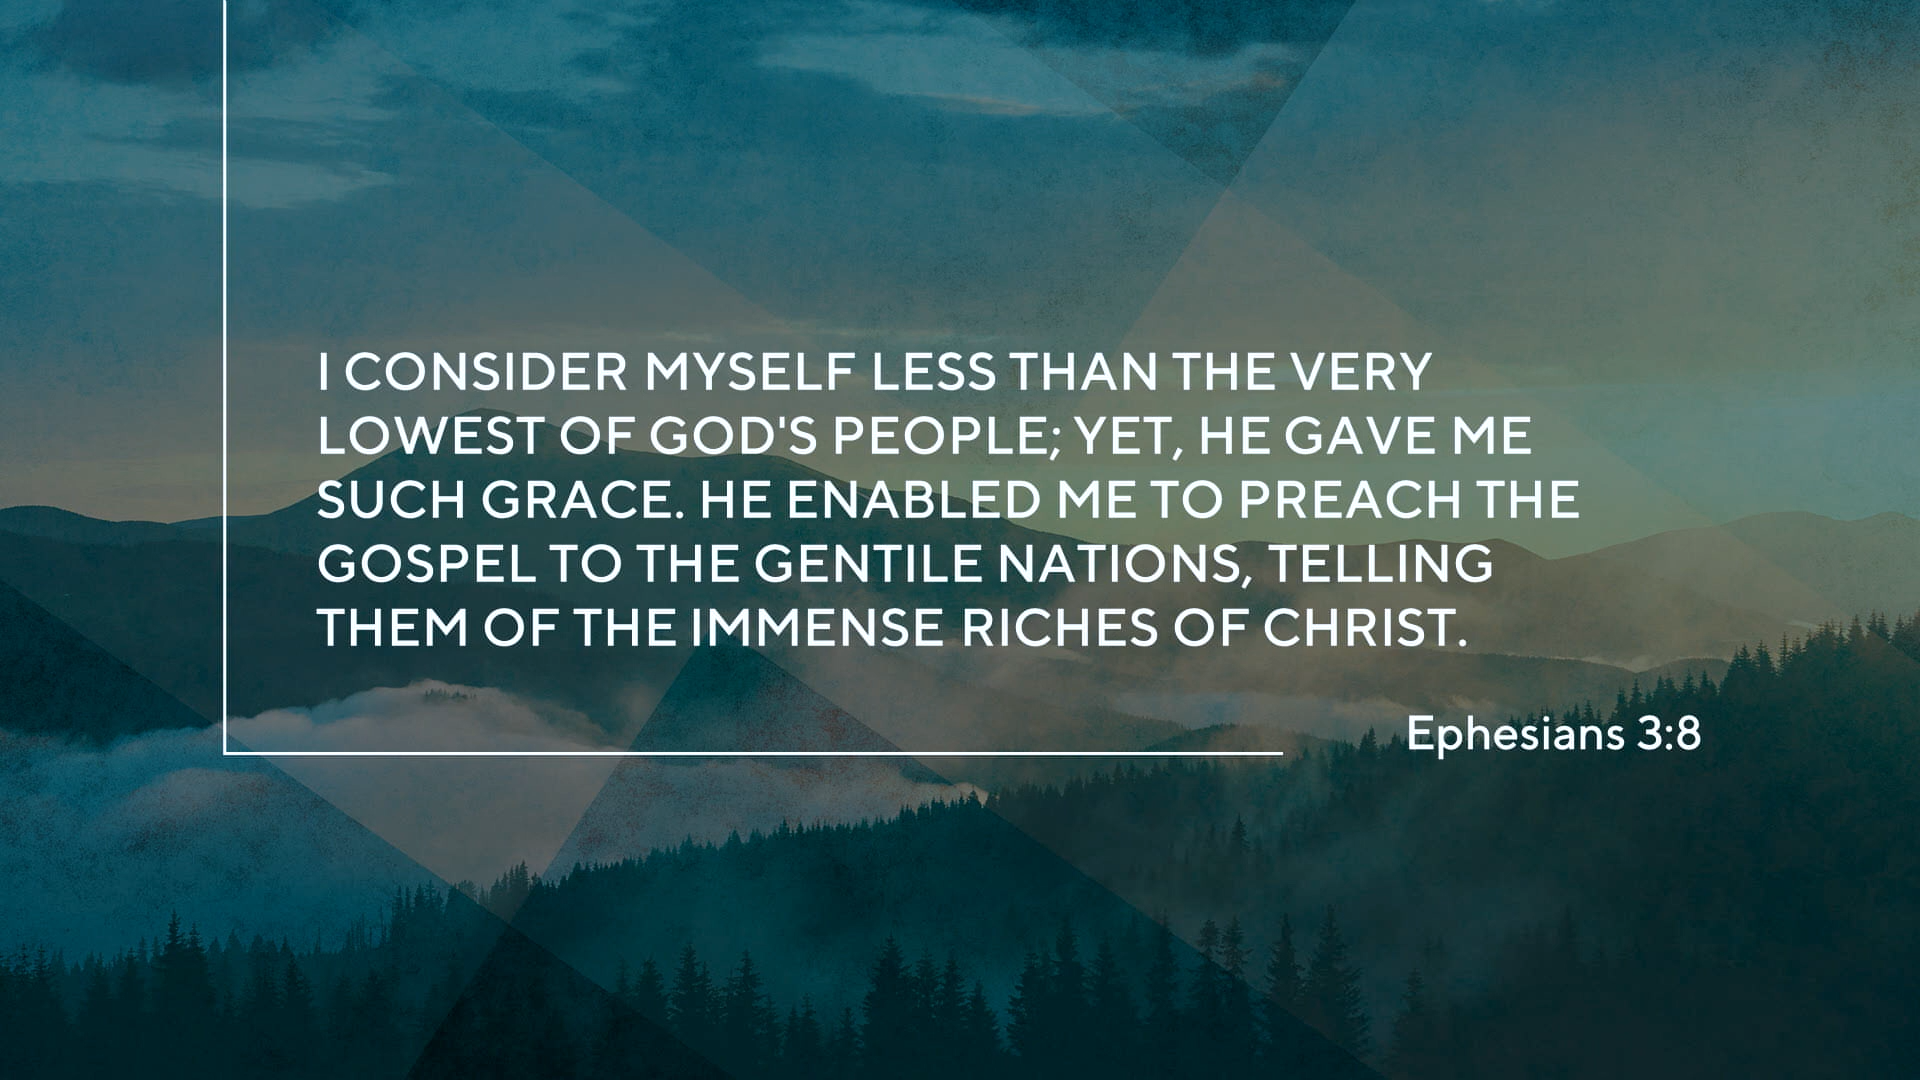 I CONSIDER MYSELF LESS THAN THE VERY
LOWEST OF GOD'S PEOPLE; YET, HE GAVE ME
SUCH GRACE. HE ENABLED ME TO PREACH THE
GOSPEL TO THE GENTILE NATIONS, TELLING
THEM OF THE IMMENSE RICHES OF CHRIST.
Ephesians 3:8